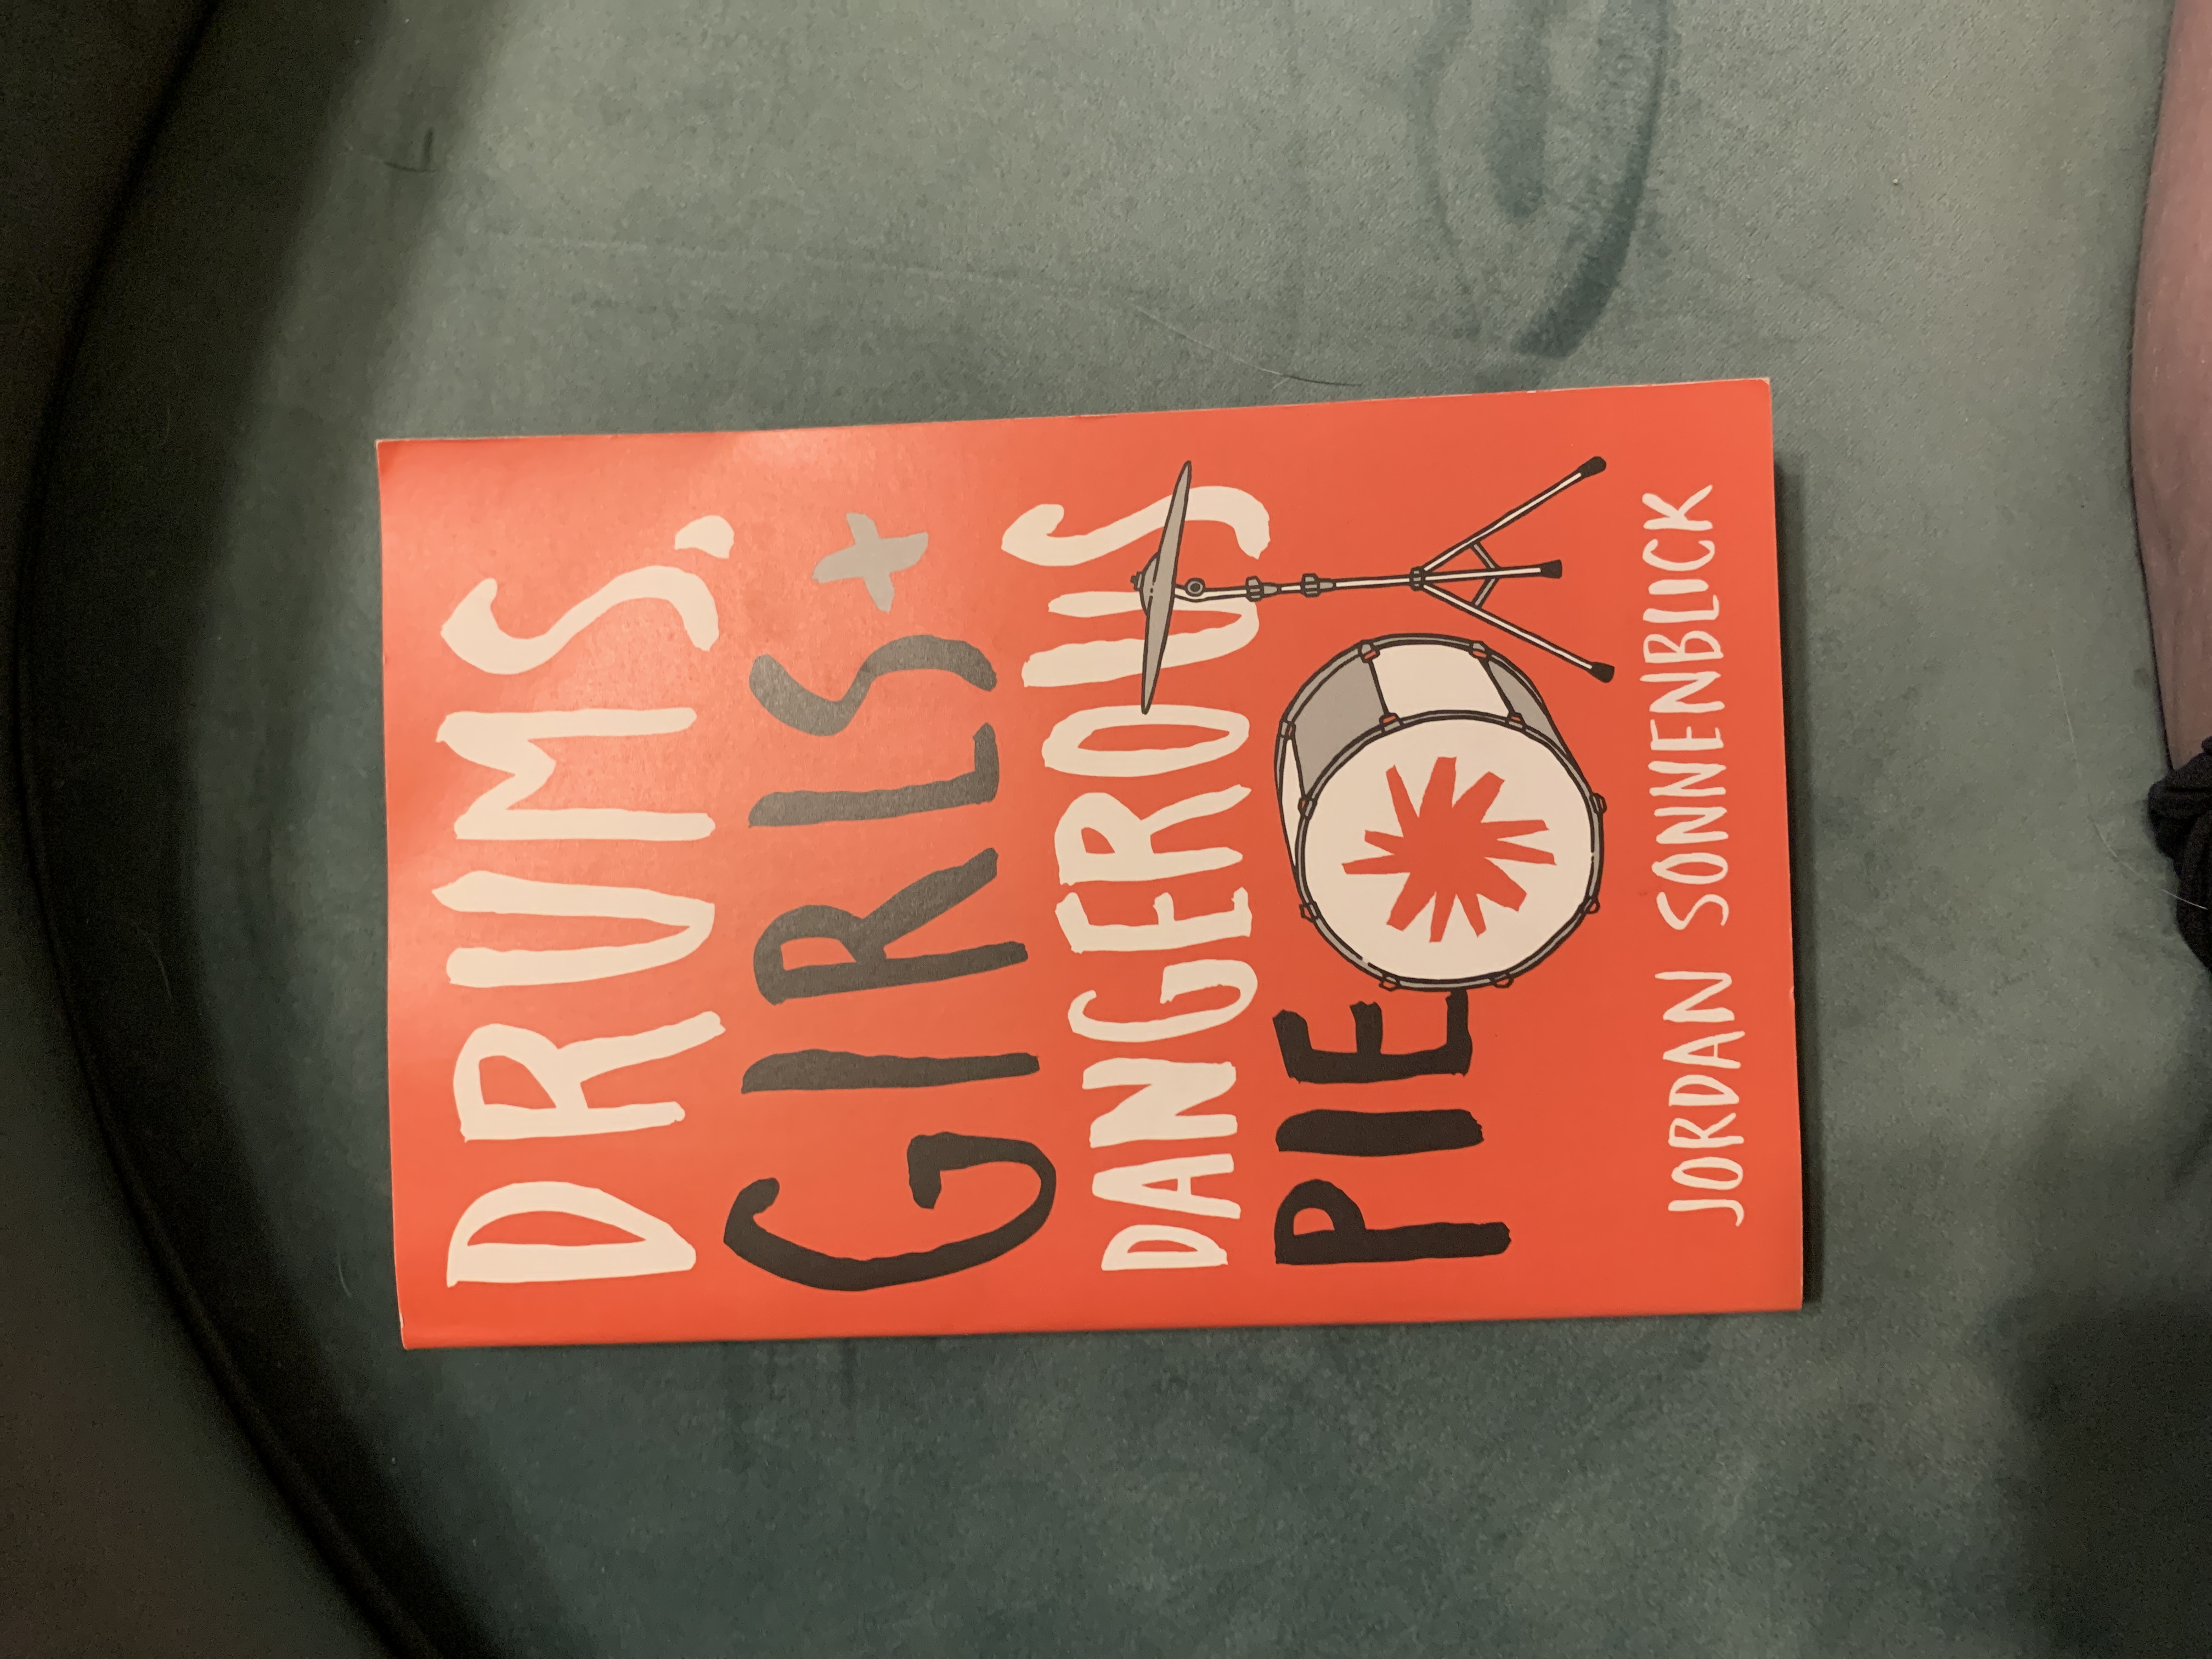 DRUMS,
GIRLS +
DANGEROUS
PIE
JORDAN SONNENBLICK